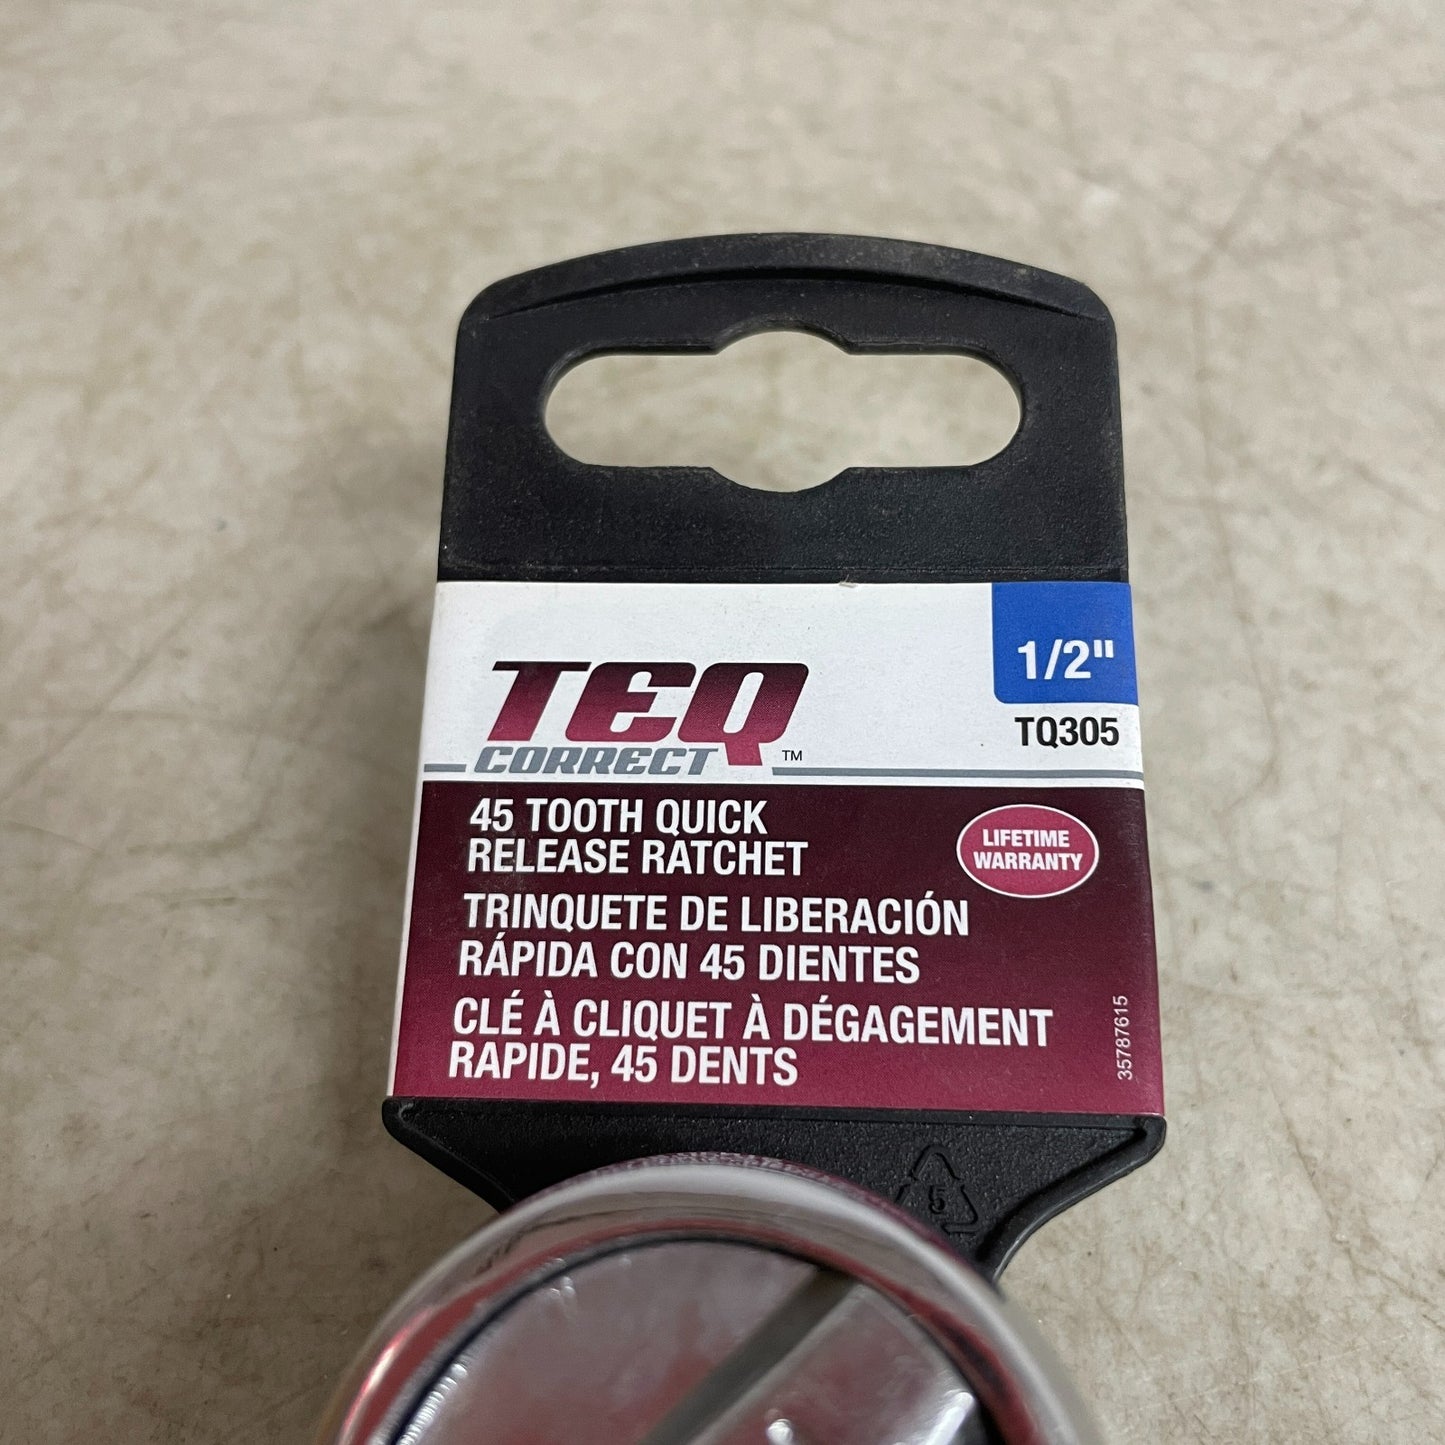 1/2"
TEQ
TQ305
CORRECT™
45 TOOTH QUICK
RELEASE RATCHET
LIFETIME
WARRANTY
TRINQUETE DE LIBERACIÓN
RÁPIDA CON 45 DIENTES
CLÉ À CLIQUET À DÉGAGEMENT
RAPIDE, 45 DENTS
35787615
5